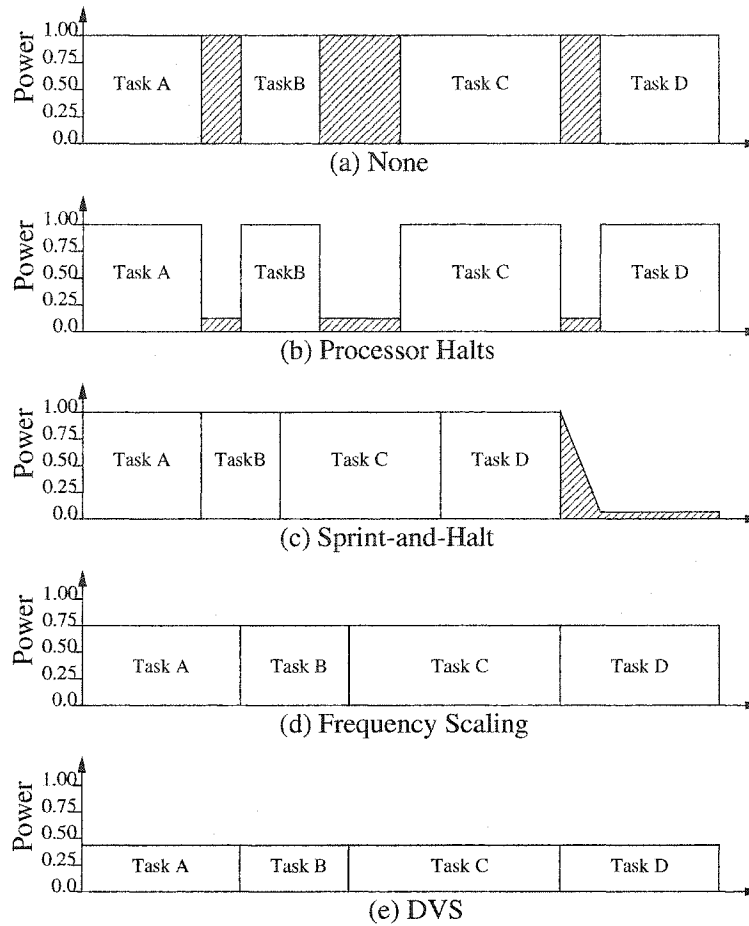 Power
1.00
0.75
0.50
0.25
0.0
Task A
TaskB
Task C
Task D
(a) None
Power
1.00
0.75
0.50
0.25
0.0
Task A
TaskB
Task C
Task D
(b) Processor Halts
Power
1.00
0.75
0.50
0.25
0.0
Task A
TaskB
Task C
Task D
(c) Sprint-and-Halt
Power
1.00
0.75
0.50
0.25
0.0
Task A
Task B
Task C
Task D
(d) Frequency Scaling
Power
1.00
0.75
0.50
0.25
0.0
Task A
Task B
Task C
Task D
(e) DVS